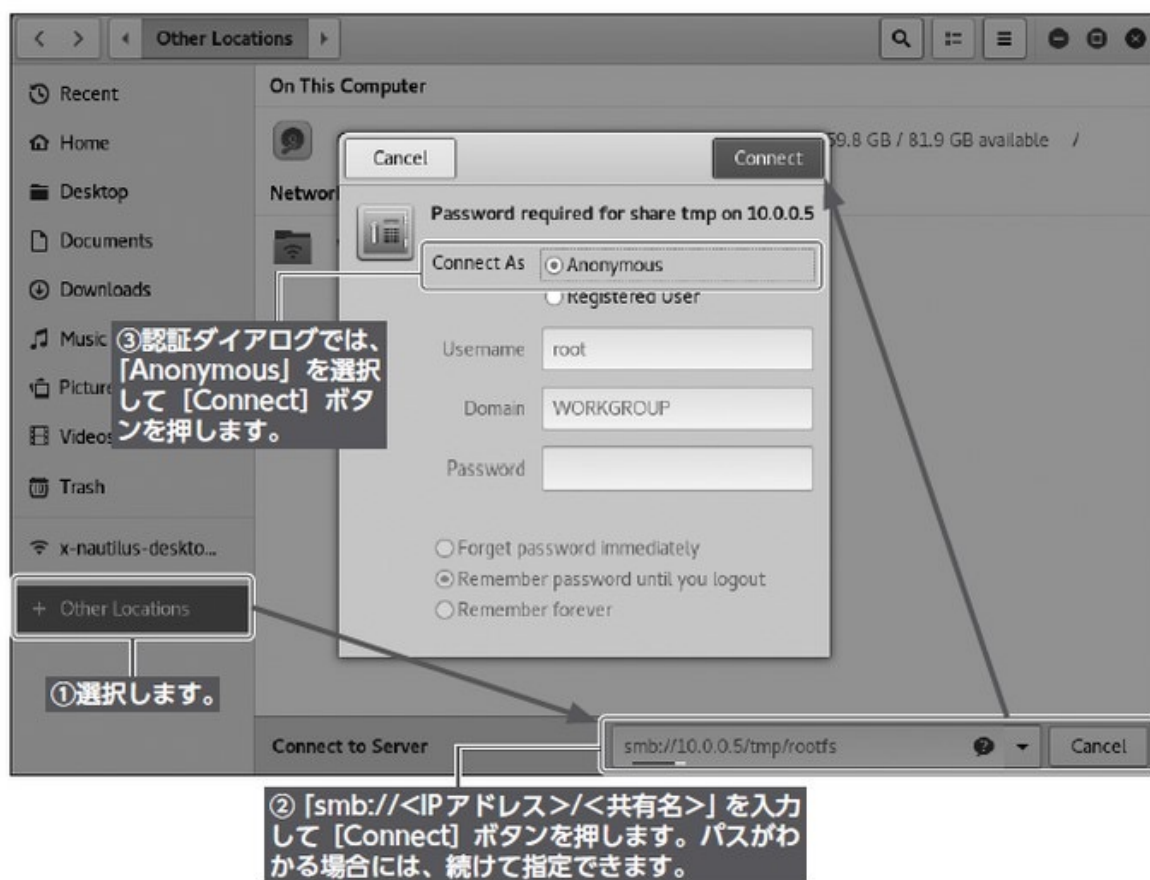 Other Locations
On This Computer
Recent
Home
59.8 GB / 81.9 GB available /
Cancel
Connect
Desktop
Networ
Password required for share tmp on 10.0.0.5
Documents
Connect As
Anonymous
Downloads
Registered User
Music
③認証ダイアログでは、
「Anonymous」を選択
して［Connect］ボタ
ンを押します。
Username
root
Picture
Domain
WORKGROUP
Videos
Password
Trash
x-nautilus-deskto...
Forget password immediately
Remember password until you logout
Remember forever
+ Other Locations
①選択します。
Connect to Server
smb://10.0.0.5/tmp/rootfs
Cancel
②「smb://<IPアドレス>/<共有名>」を入力
して［Connect］ボタンを押します。パスがわ
かる場合には、続けて指定できます。